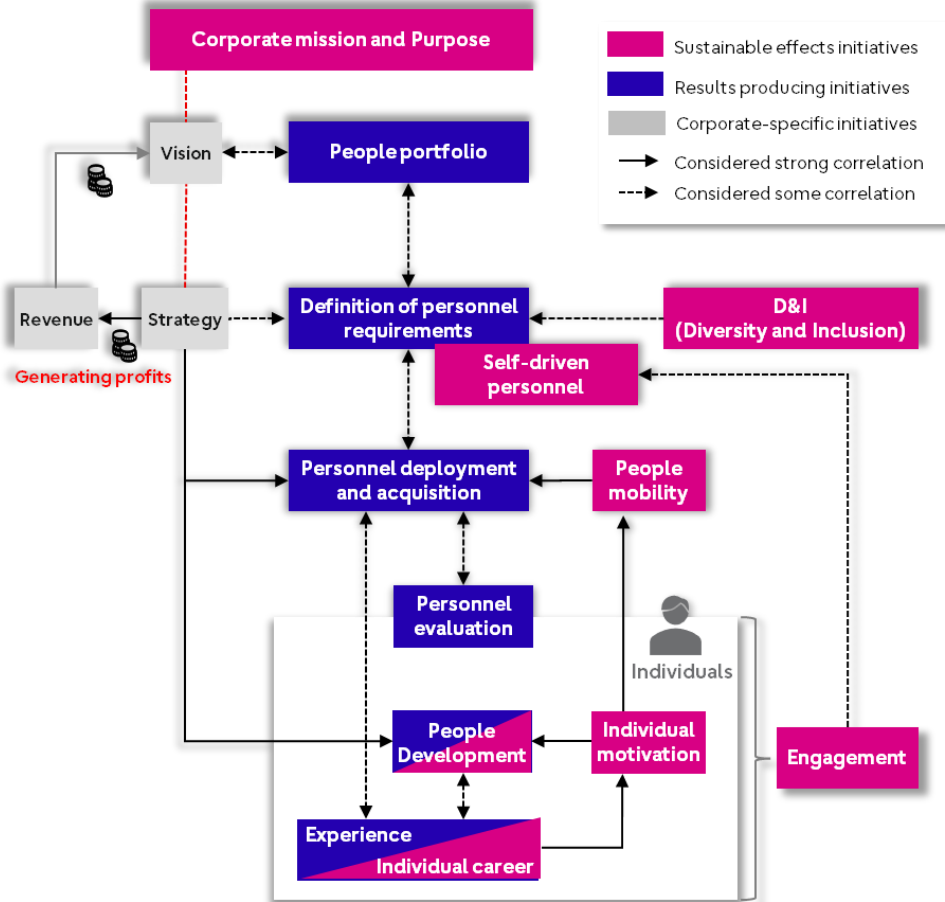 Corporate mission and Purpose
Sustainable effects initiatives
Results producing initiatives
Corporate-specific initiatives
Considered strong correlation
Considered some correlation
Vision
People portfolio
Revenue
Strategy
Generating profits
Definition of personnel
requirements
D&I
(Diversity and Inclusion)
Self-driven
personnel
Personnel deployment
and acquisition
People
mobility
Personnel
evaluation
Individuals
People
Development
Individual
motivation
Engagement
Experience
Individual career